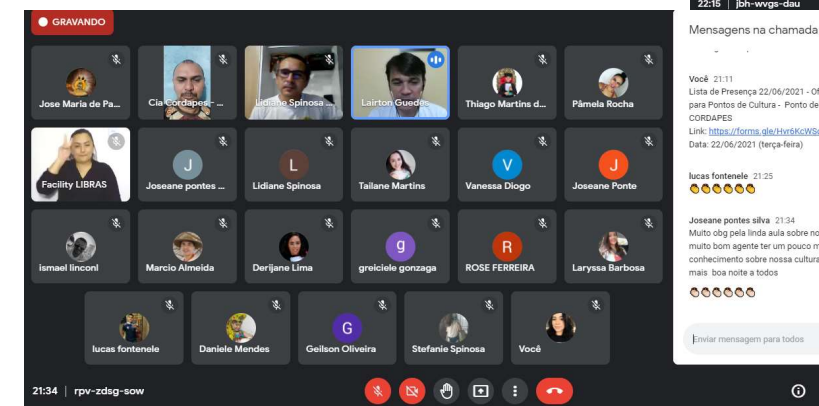 22:15 | jbh-wvgs-dau
GRAVANDO
Jose Maria de Pa...
Cia Cordapes - ...
Lidiane Spinosa ...
Lairton Guedes
Thiago Martins d...
Pâmela Rocha
Facility LIBRAS
J
Joseane pontes ...
L
Lidiane Spinosa
Tailane Martins
V
Vanessa Diogo
J
Joseane Ponte
ismael linconl
Marcio Almeida
Derijane Lima
g
greiciele gonzaga
R
ROSE FERREIRA
Laryssa Barbosa
lucas fontenele
Daniele Mendes
G
Geilson Oliveira
Stefanie Spinosa
Você
21:34 | rpv-zdsg-sow
Mensagens na chamada
Você 21:11
Lista de Presença 22/06/2021 - Of
para Pontos de Cultura - Ponto de
CORDAPES
Link: https://forms.gle/Hvr6KcWS
Data: 22/06/2021 (terça-feira)
lucas fontenele 21:25
👏👏👏👏👏👏
Joseane pontes silva 21:34
Muito obg pela linda aula sobre no
muito bom agente ter um pouco m
conhecimento sobre nossa cultura
mais boa noite a todos
👏🏻👏🏻👏🏻👏🏻👏🏻👏🏻
Enviar mensagem para todos